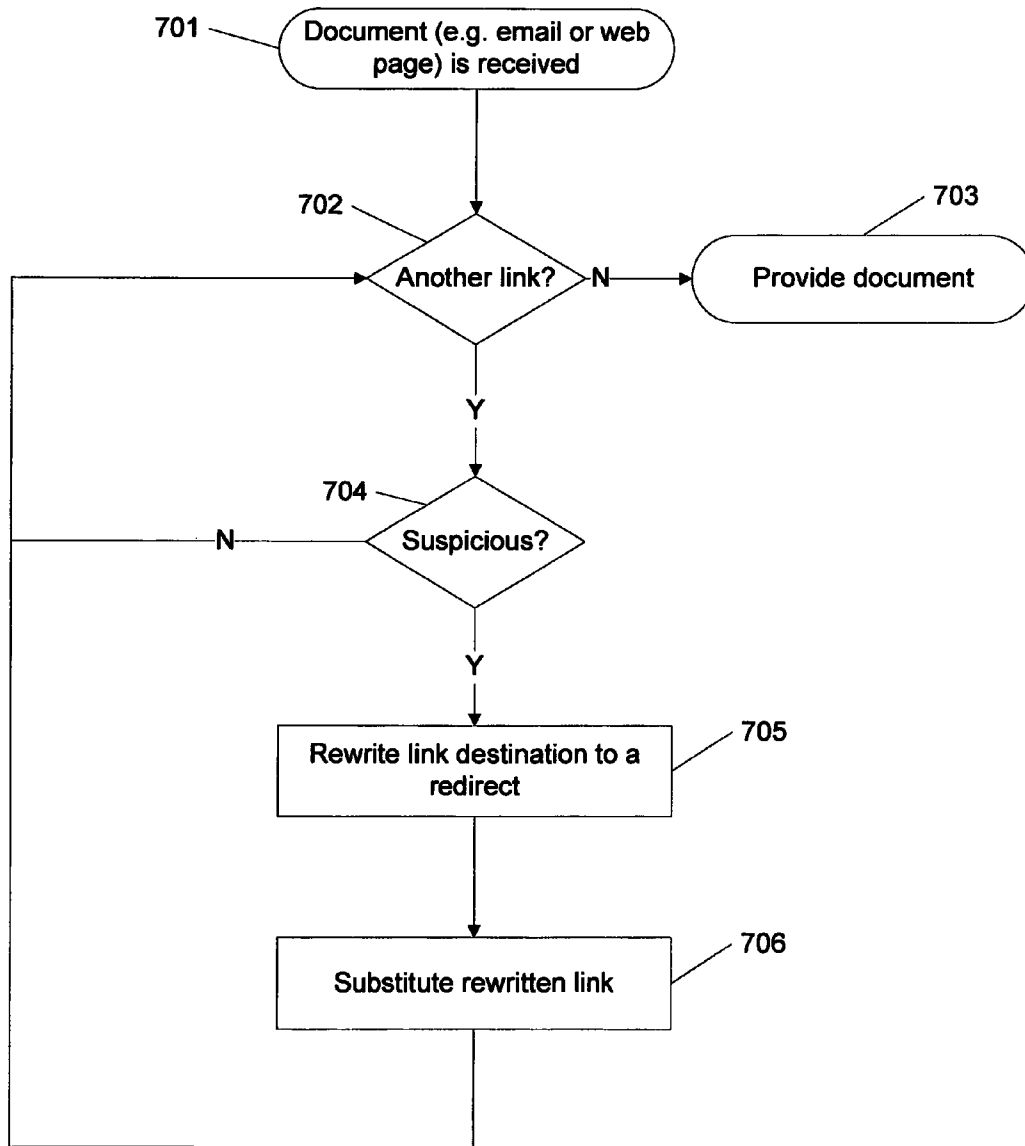 701
Document (e.g. email or web
page) is received
702
Another link?
N
703
Provide document
Y
704
Suspicious?
N
Y
705
Rewrite link destination to a
redirect
706
Substitute rewritten link